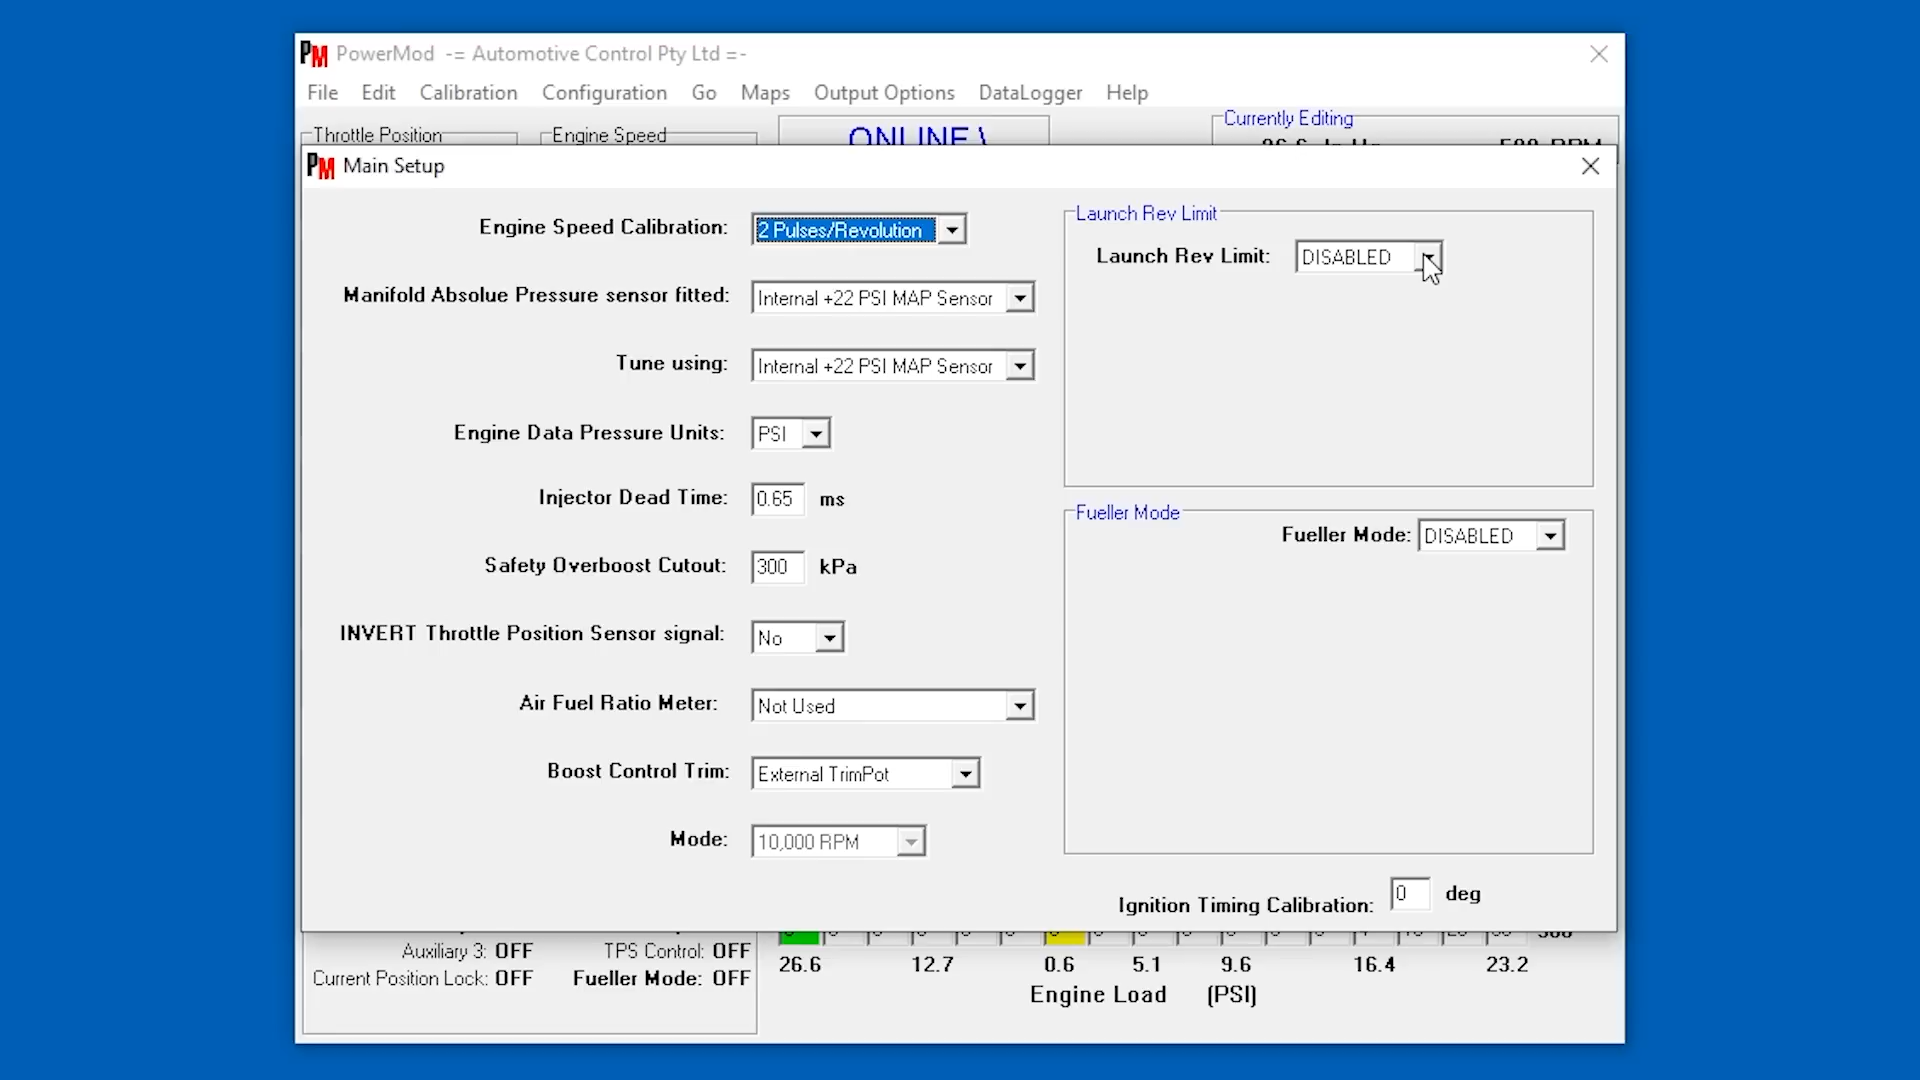 PM PowerMod -= Automotive Control Pty Ltd =-
File Edit Calibration Configuration Go Maps Output Options DataLogger Help
Throttle Position Engine Speed ONLINE \ Currently Editing
RPM
PM Main Setup
Engine Speed Calibration: 2 Pulses/Revolution
Manifold Absolue Pressure sensor fitted: Internal +22 PSI MAP Sensor
Tune using: Internal +22 PSI MAP Sensor
Engine Data Pressure Units: PSI
Injector Dead Time: 0.65 ms
Safety Overboost Cutout: 300 kPa
INVERT Throttle Position Sensor signal: No
Air Fuel Ratio Meter: Not Used
Boost Control Trim: External TrimPot
Mode: 10,000 RPM
Launch Rev Limit
Launch Rev Limit: DISABLED
Fueller Mode
Fueller Mode: DISABLED
Ignition Timing Calibration: 0 deg
Auxiliary 3: OFF TPS Control: OFF
Current Position Lock: OFF Fueller Mode: OFF
26.6 12.7 0.6 5.1 9.6 16.4 23.2
Engine Load (PSI)